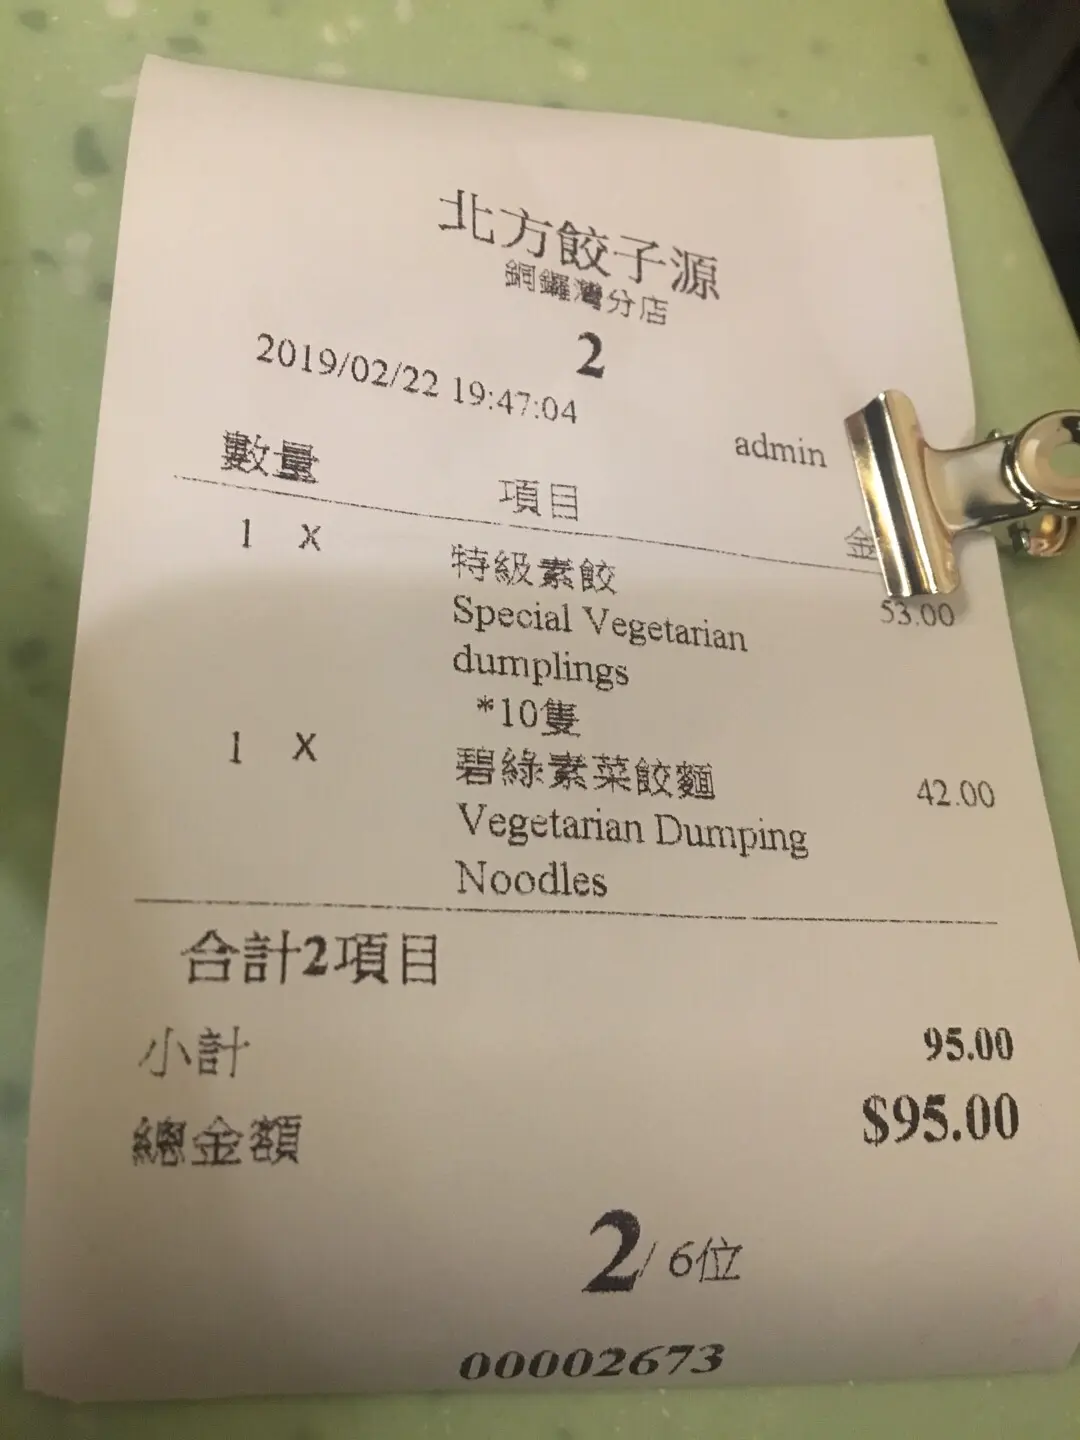 北方餃子源
銅鑼灣分店
2
2019/02/22 19:47:04
admin
數量 項目 金
1 X 特級素餃 53.00
Special Vegetarian
dumplings
*10隻
1 X 碧綠素菜餃麵 42.00
Vegetarian Dumping
Noodles
合計2項目
小計 95.00
總金額 $95.00
2/ 6位
00002673